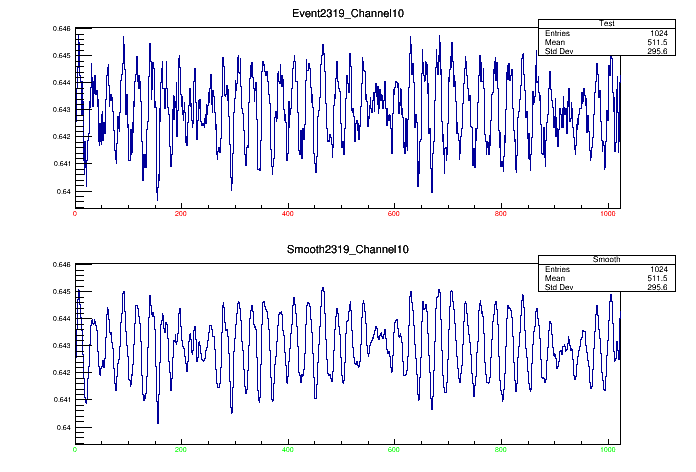 Event2319_Channel10
Test
Entries 1024
Mean 511.5
Std Dev 295.6
0.646
0.645
0.644
0.643
0.642
0.641
0.64
0 200 400 600 800 1000
Smooth2319_Channel10
Smooth
Entries 1024
Mean 511.5
Std Dev 295.6
0.646
0.645
0.644
0.643
0.642
0.641
0.64
0 200 400 600 800 1000